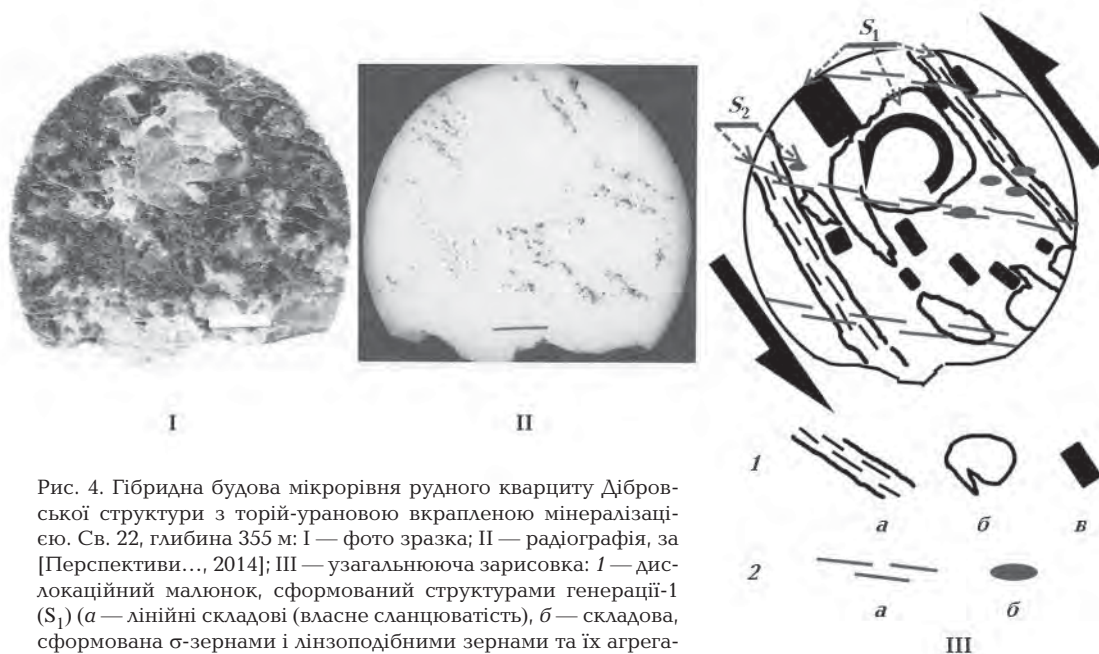 S₁
S₂
I
II
1
а б в
2
а б
III
Рис. 4. Гібридна будова мікрорівня рудного кварциту Дібров-
ської структури з торій-урановою вкрапленою мінералізаці-
єю. Св. 22, глибина 355 м: I — фото зразка; II — радіографія, за
[Перспективи…, 2014]; III — узагальнююча зарисовка: 1 — дис-
локаційний малюнок, сформований структурами генерації-1
(S₁) (а — лінійні складові (власне сланцюватість), б — складова,
сформована σ-зернами і лінзоподібними зернами та їх агрега-